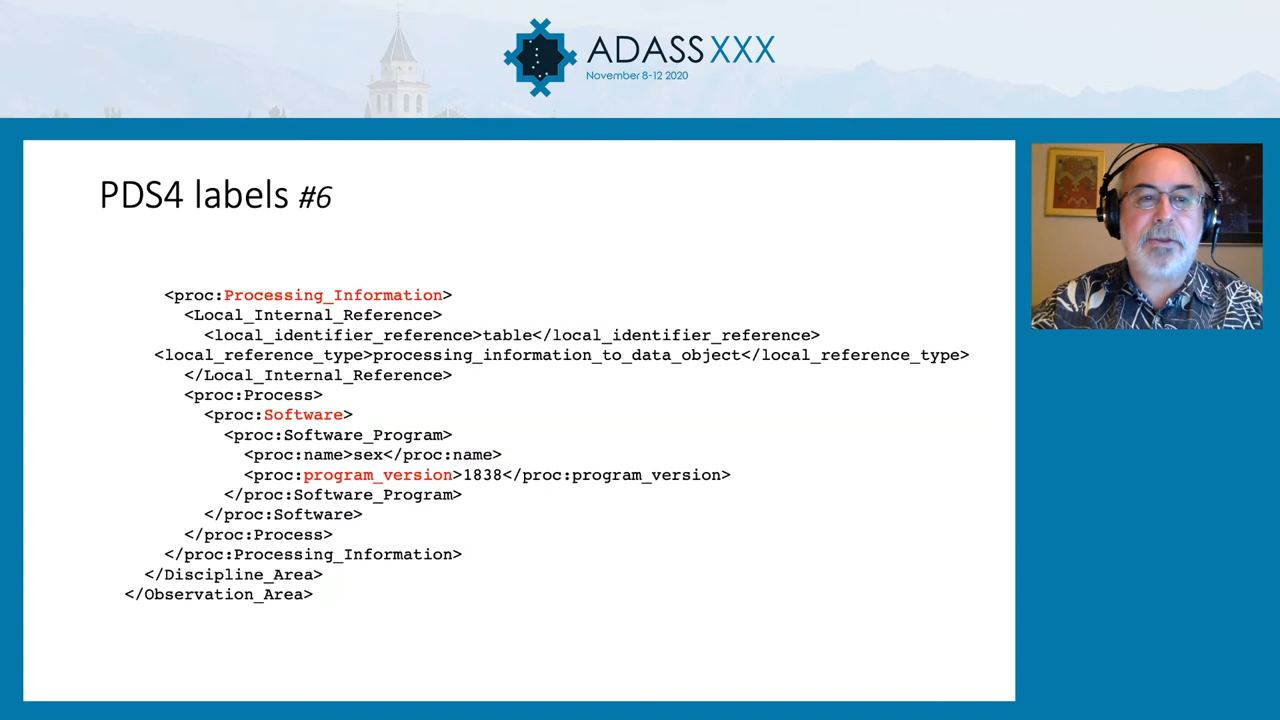 ADASS XXX
November 8-12 2020
PDS4 labels #6
<proc:Processing_Information>
<Local_Internal_Reference>
<local_identifier_reference>table</local_identifier_reference>
<local_reference_type>processing_information_to_data_object</local_reference_type>
</Local_Internal_Reference>
<proc:Process>
<proc:Software>
<proc:Software_Program>
<proc:name>sex</proc:name>
<proc:program_version>1838</proc:program_version>
</proc:Software_Program>
</proc:Software>
</proc:Process>
</proc:Processing_Information>
</Discipline_Area>
</Observation_Area>